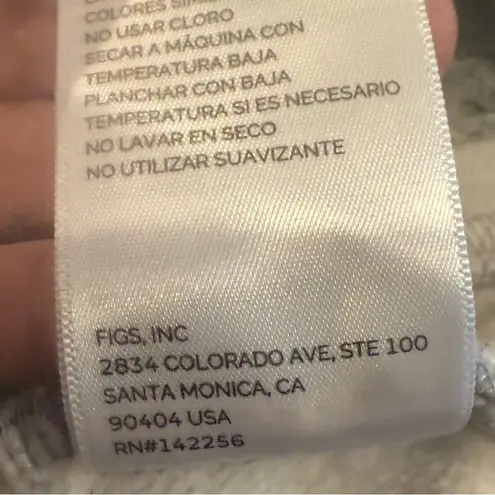 COLORES
NO USAR CLORO
SECAR A MÁQUINA CON
TEMPERATURA BAJA
PLANCHAR CON BAJA
TEMPERATURA SI ES NECESARIO
NO LAVAR EN SECO
NO UTILIZAR SUAVIZANTE
FIGS, INC
2834 COLORADO AVE, STE 100
SANTA MONICA, CA
90404 USA
RN#142256